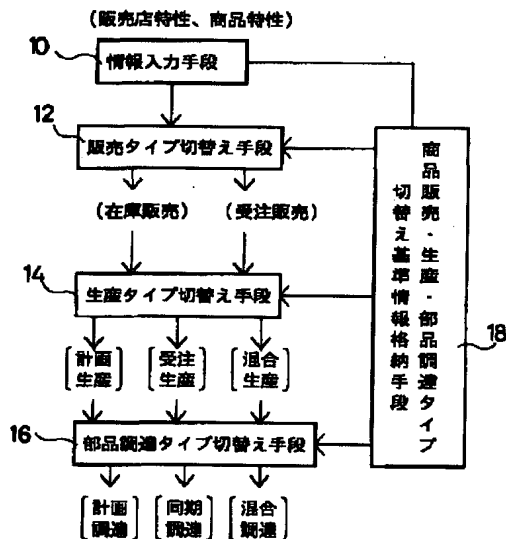 (販売店特性、商品特性)
10
情報入力手段
12
販売タイプ切替え手段
(在庫販売) (受注販売)
14
生産タイプ切替え手段
[計画生産] [受注生産] [混合生産]
16
部品調達タイプ切替え手段
[計画調達] [同期調達] [混合調達]
商品販売・生産・部品調達タイプ
切替え基準情報格納手段
18